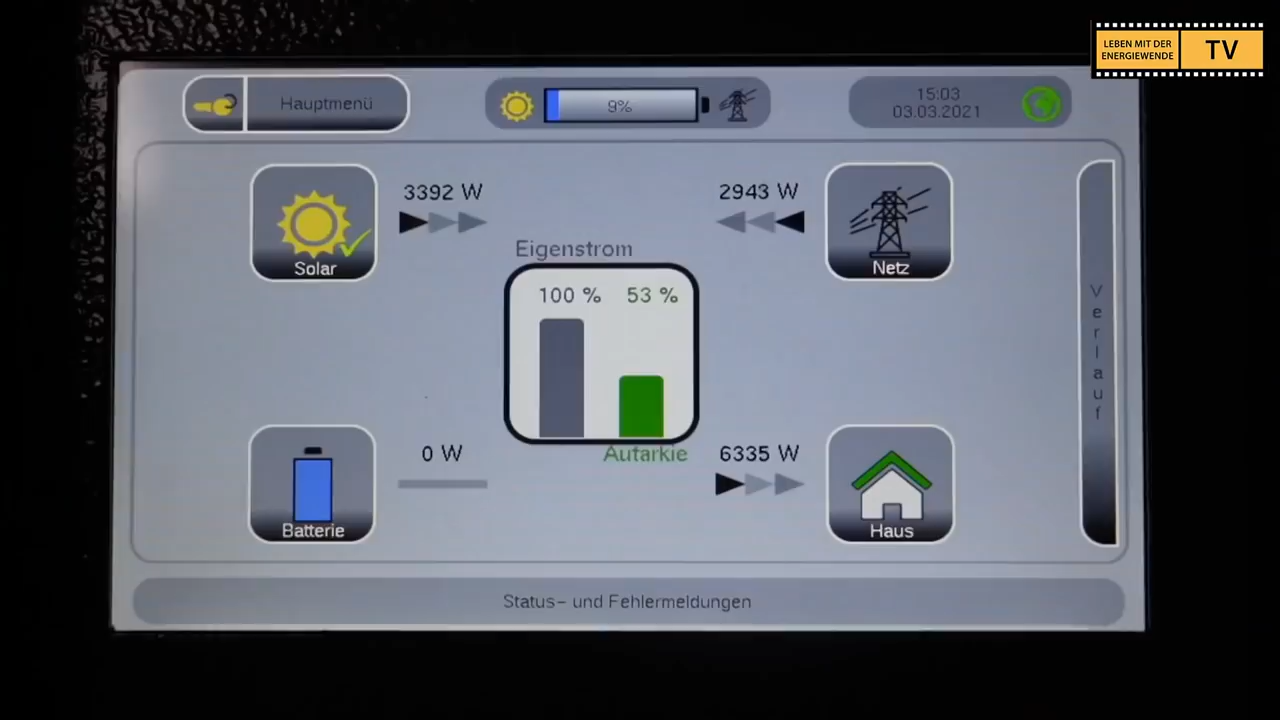 LEBEN MIT DER
ENERGIEWENDE
TV
Hauptmenü
9%
15:03
03.03.2021
Solar
3392 W
2943 W
Netz
Eigenstrom
100 %
53 %
Verlauf
Batterie
0 W
Autarkie
6335 W
Haus
Status- und Fehlermeldungen